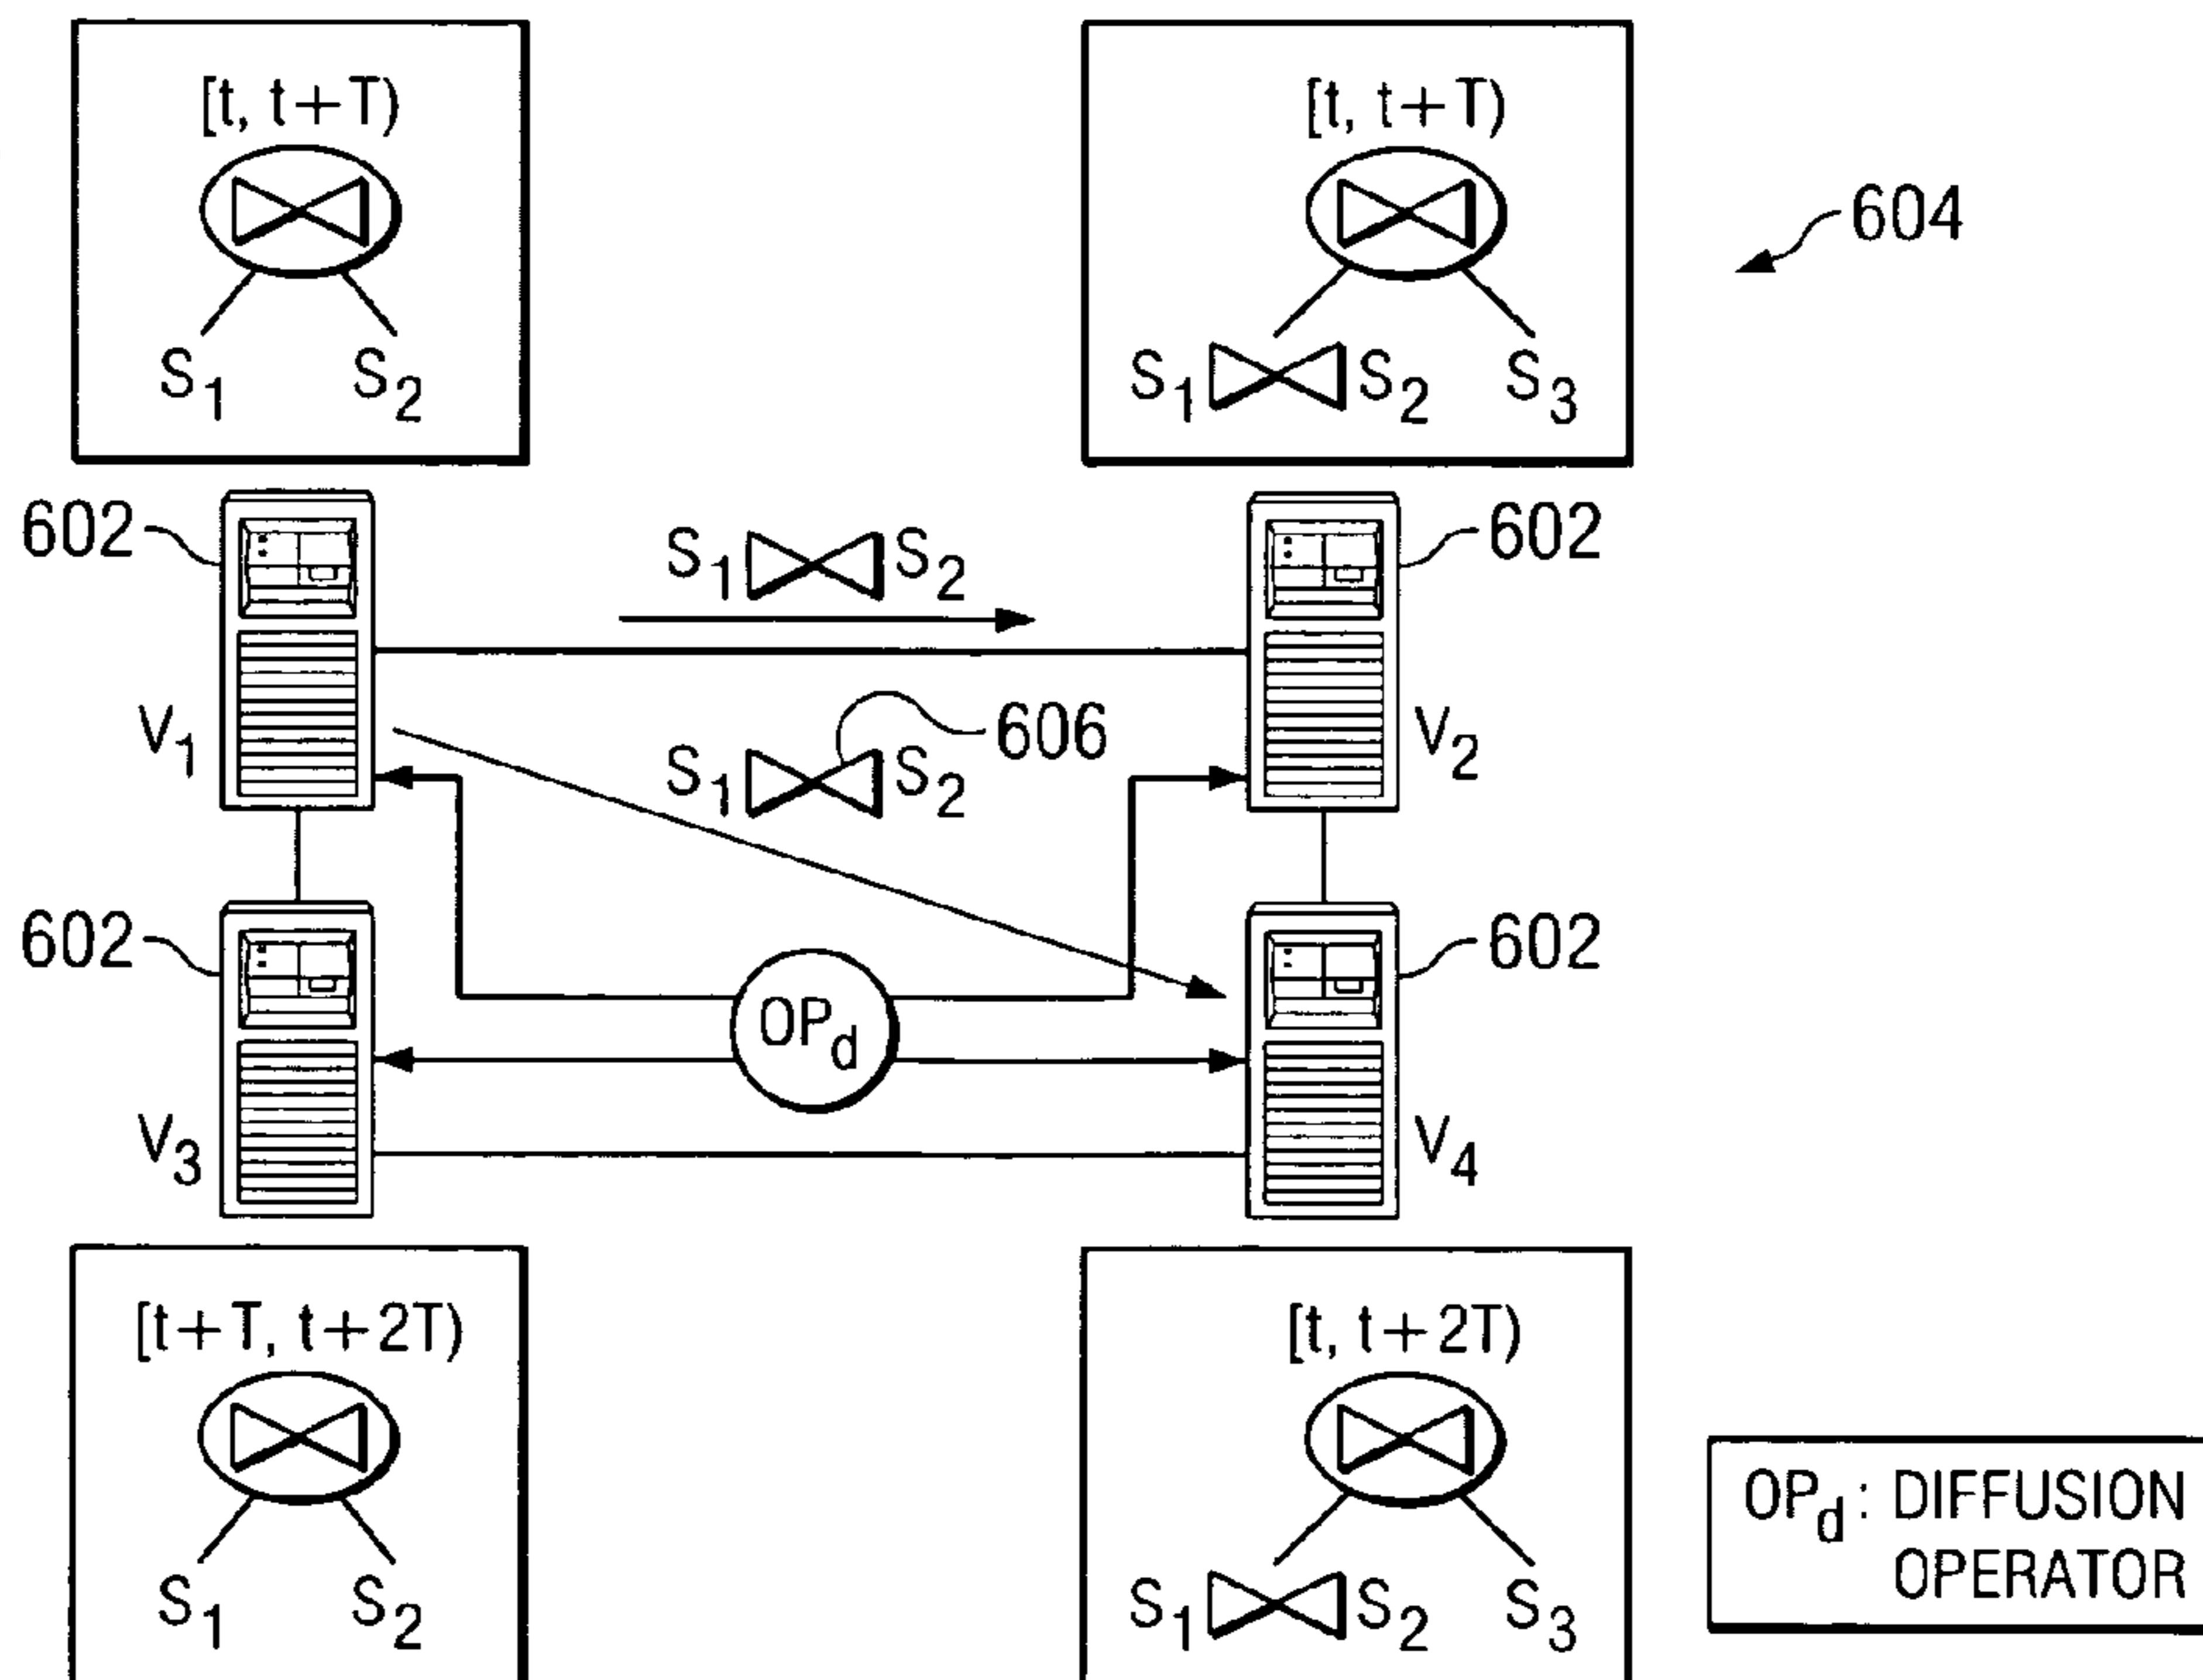 [t, t+T)
S1 S2
[t, t+T)
S1 S2 S3
604
602
602
S1 S2
606
S1 S2
V1
V2
602
602
OPd
V3
V4
[t+T, t+2T)
S1 S2
[t, t+2T)
S1 S2 S3
OPd: DIFFUSION
OPERATOR